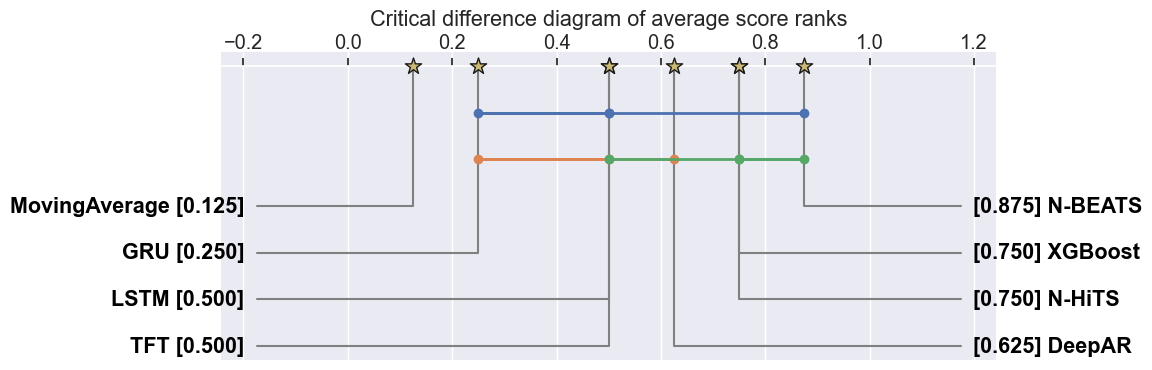 Critical difference diagram of average score ranks
−0.2 0.0 0.2 0.4 0.6 0.8 1.0 1.2
MovingAverage [0.125] [0.875] N-BEATS
GRU [0.250] [0.750] XGBoost
LSTM [0.500] [0.750] N-HiTS
TFT [0.500] [0.625] DeepAR